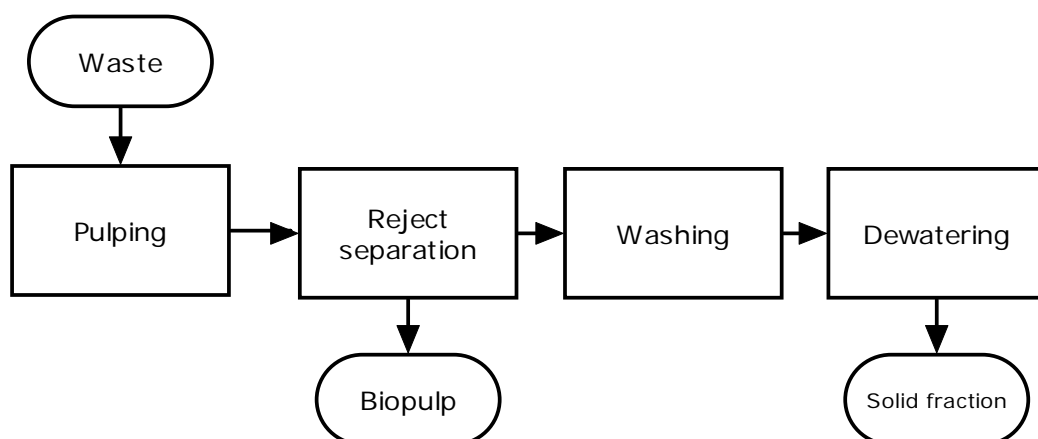 Waste
Pulping
Reject
separation
Washing
Dewatering
Biopulp
Solid fraction